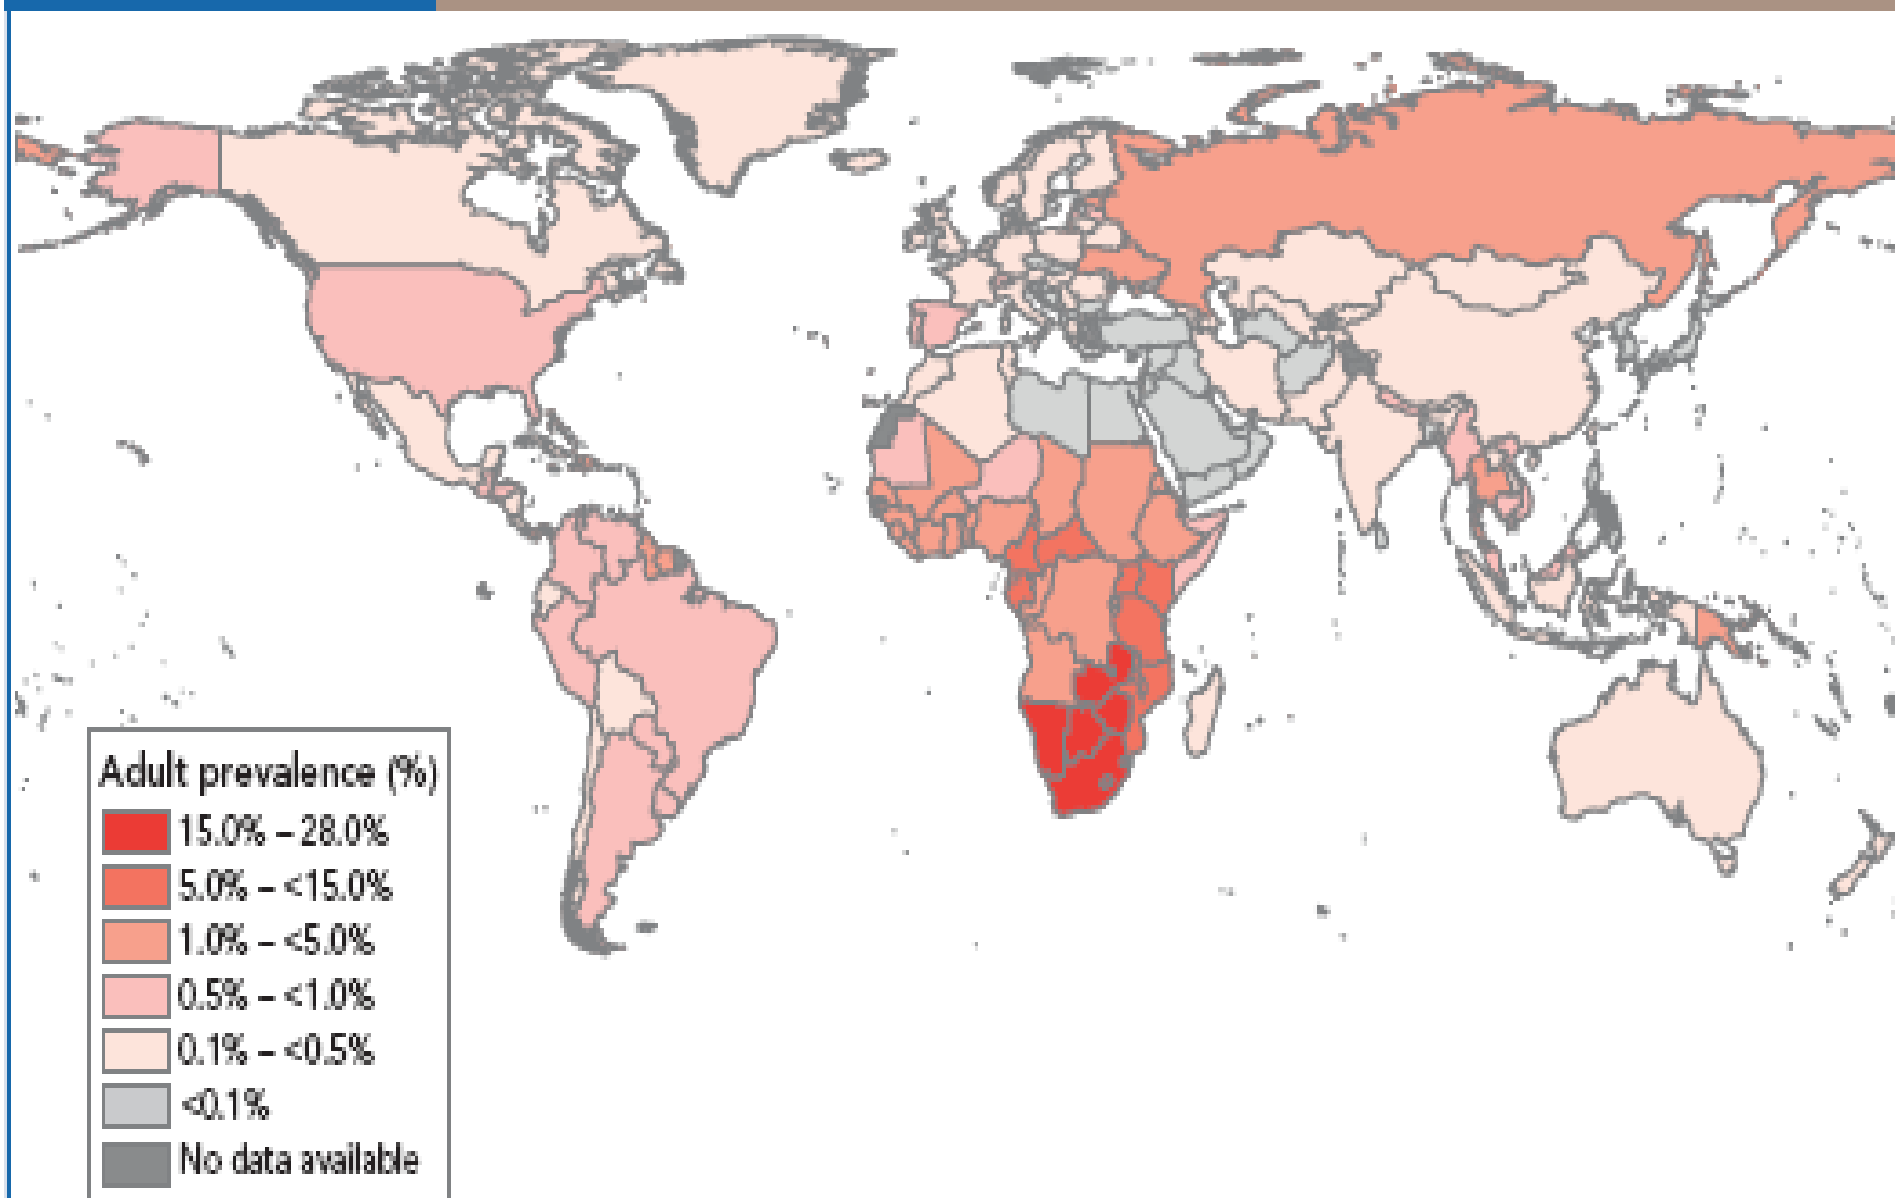 Adult prevalence (%)
15.0% – 28.0%
5.0% – <15.0%
1.0% – <5.0%
0.5% – <1.0%
0.1% – <0.5%
<0.1%
No data available